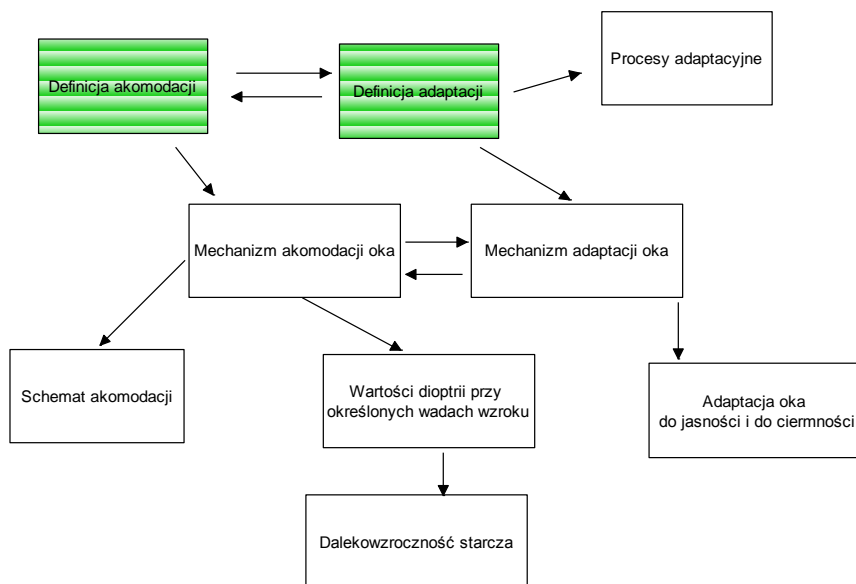 Definicja akomodacji
Definicja adaptacji
Procesy adaptacyjne
Mechanizm akomodacji oka
Mechanizm adaptacji oka
Schemat akomodacji
Wartości dioptrii przy
określonych wadach wzroku
Adaptacja oka
do jasności i do ciermności
Dalekowzroczność starcza